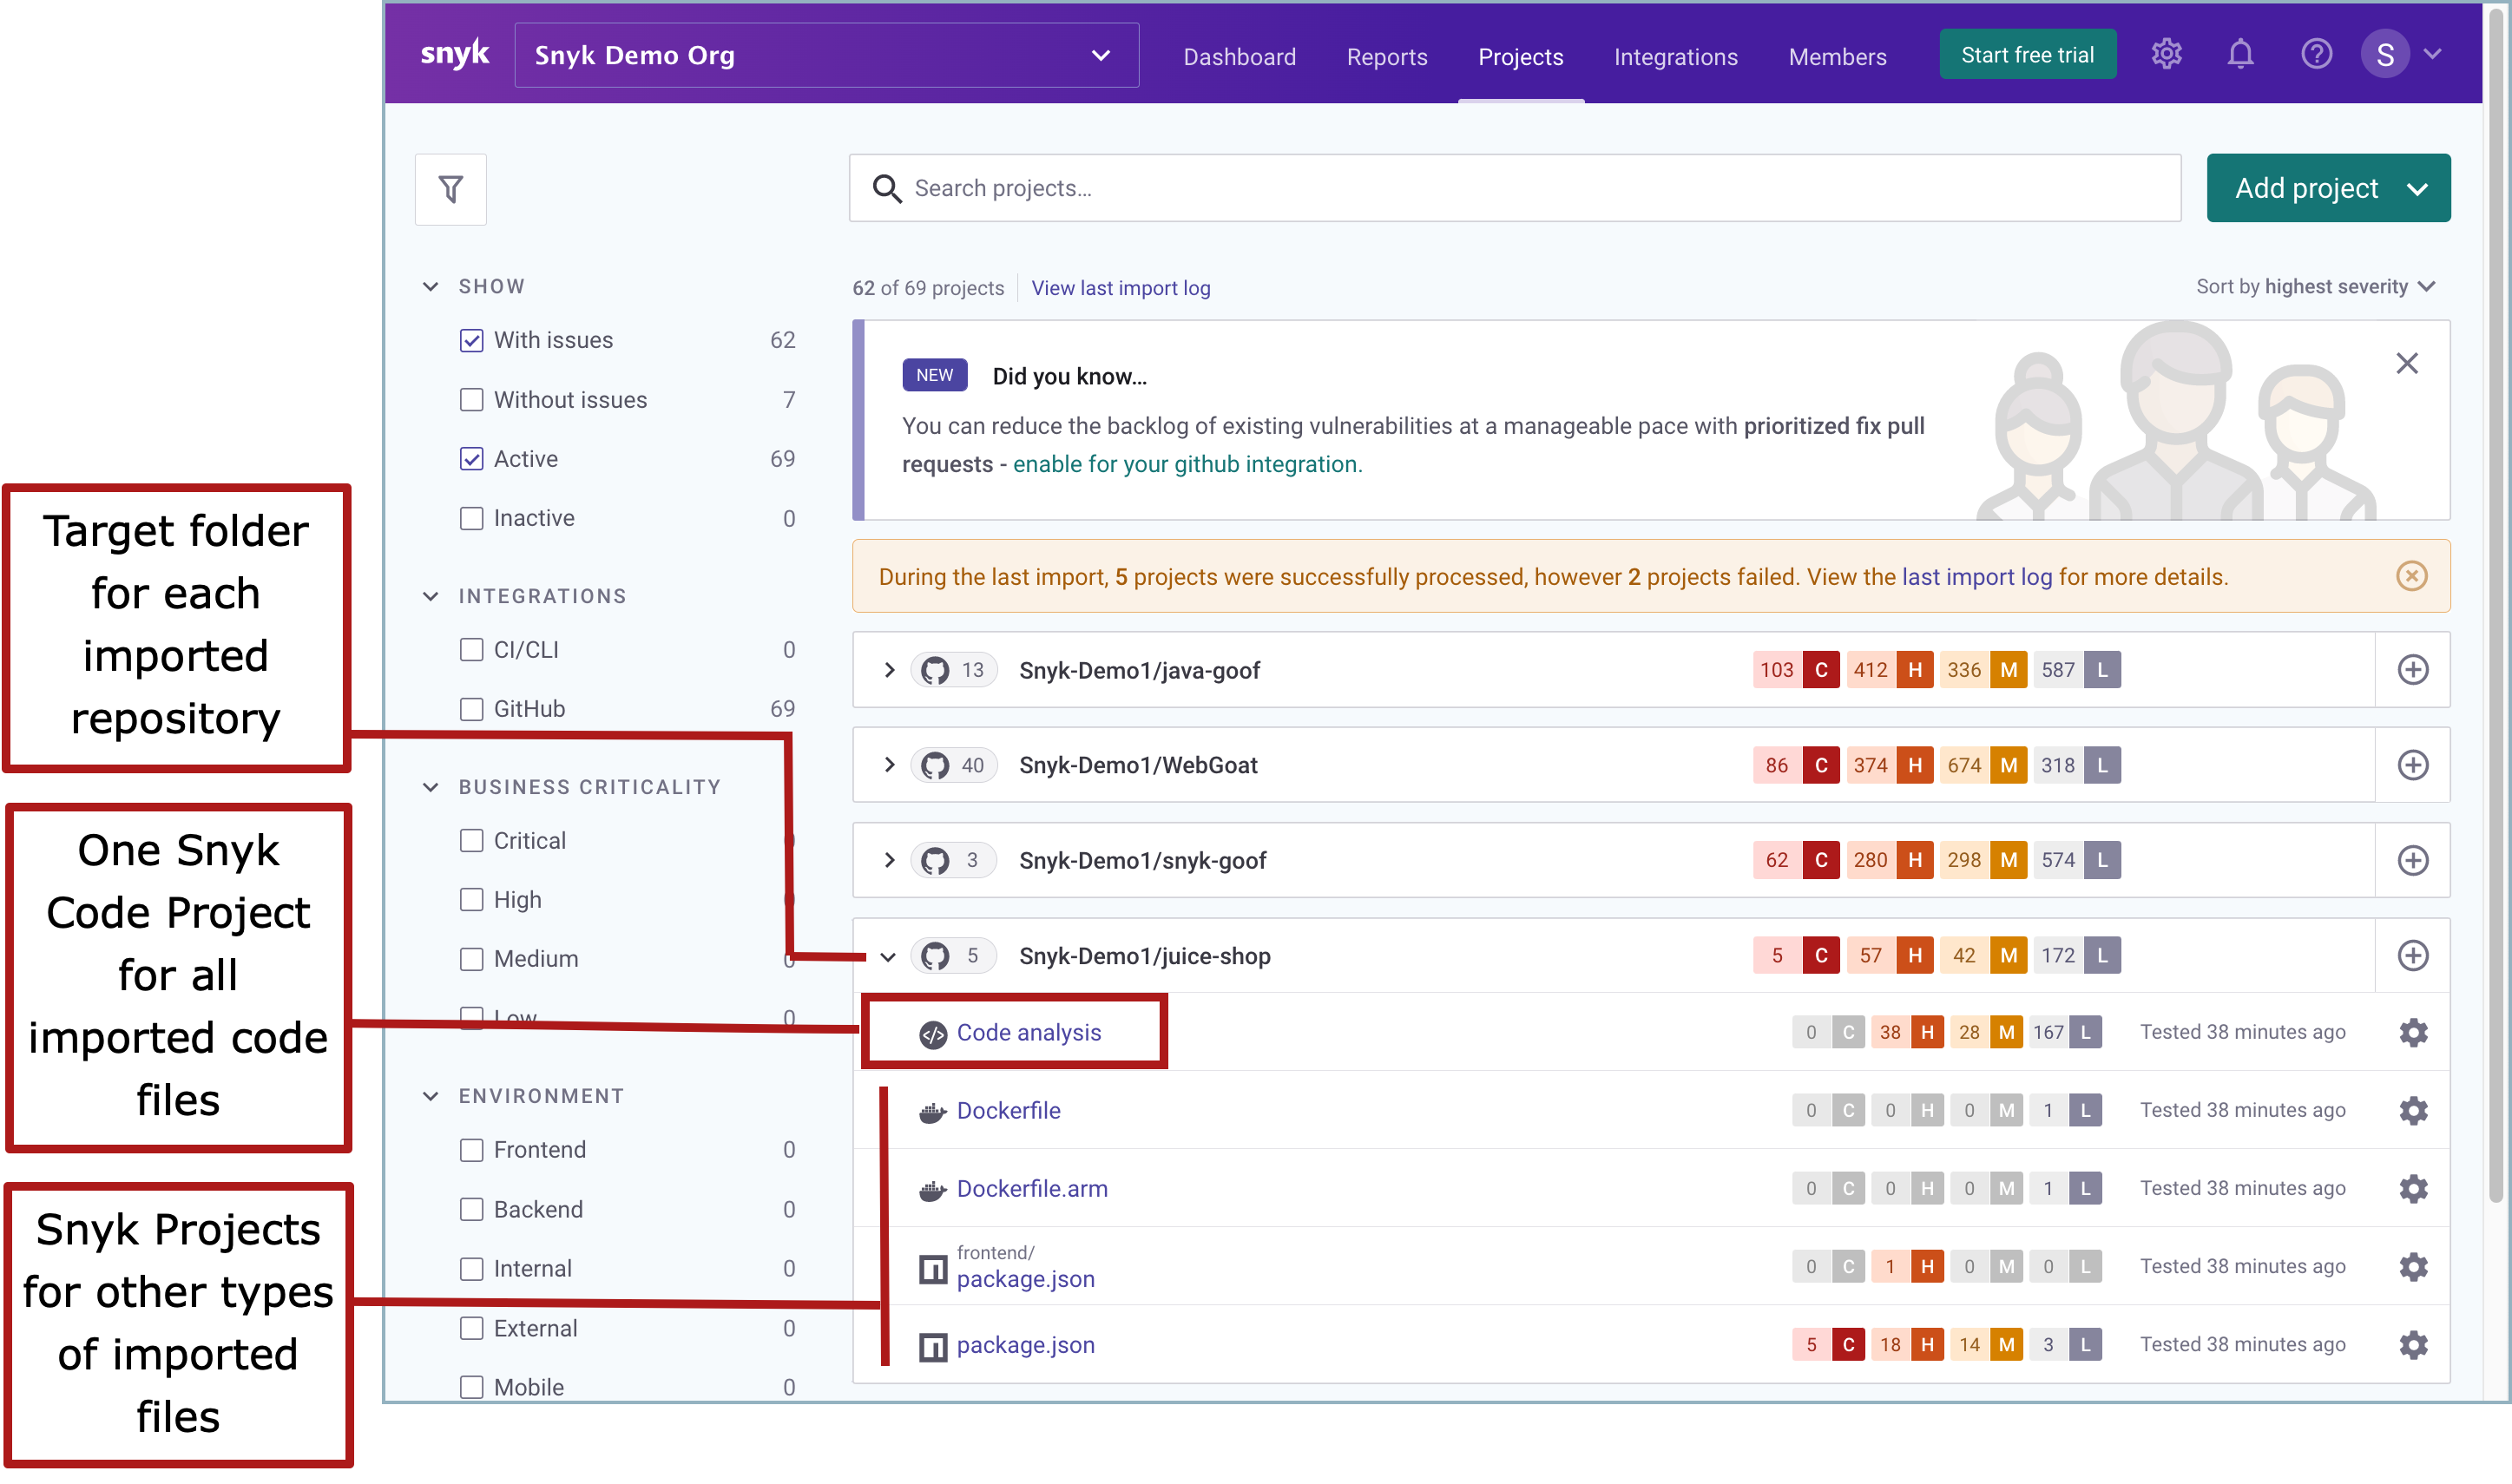 snyk
Snyk Demo Org
Dashboard
Reports
Projects
Integrations
Members
Start free trial
S
Search projects...
Add project
SHOW
With issues 62
Without issues 7
Active 69
Inactive 0
INTEGRATIONS
CI/CLI 0
GitHub 69
BUSINESS CRITICALITY
Critical
High
Medium 0
Low 0
ENVIRONMENT
Frontend 0
Backend 0
Internal 0
External 0
Mobile 0
62 of 69 projects
View last import log
Sort by highest severity
NEW
Did you know...
You can reduce the backlog of existing vulnerabilities at a manageable pace with prioritized fix pull
requests - enable for your github integration.
During the last import, 5 projects were successfully processed, however 2 projects failed. View the last import log for more details.
13 Snyk-Demo1/java-goof 103 C 412 H 336 M 587 L
40 Snyk-Demo1/WebGoat 86 C 374 H 674 M 318 L
3 Snyk-Demo1/snyk-goof 62 C 280 H 298 M 574 L
5 Snyk-Demo1/juice-shop 5 C 57 H 42 M 172 L
Code analysis 0 C 38 H 28 M 167 L Tested 38 minutes ago
Dockerfile 0 C 0 H 0 M 1 L Tested 38 minutes ago
Dockerfile.arm 0 C 0 H 0 M 1 L Tested 38 minutes ago
frontend/
package.json 0 C 1 H 0 M 0 L Tested 38 minutes ago
package.json 5 C 18 H 14 M 3 L Tested 38 minutes ago
Target folder
for each
imported
repository
One Snyk
Code Project
for all
imported code
files
Snyk Projects
for other types
of imported
files